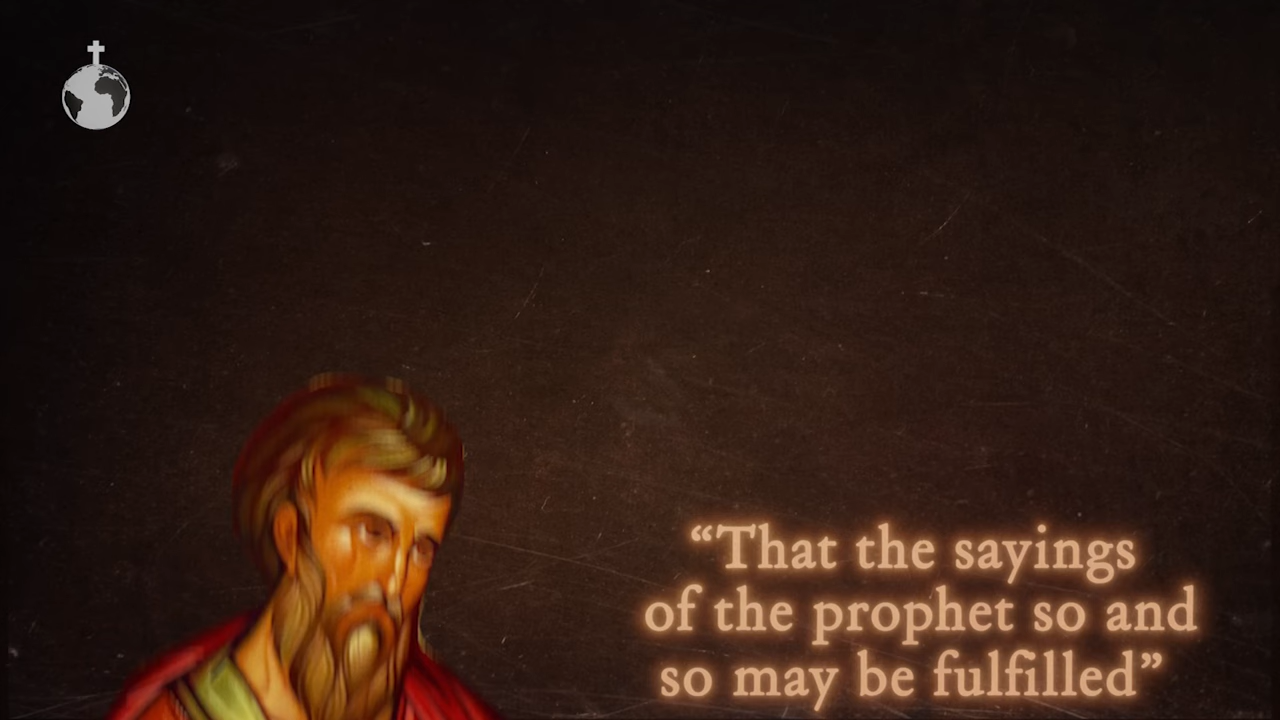 “That the sayings
of the prophet so and
so may be fulfilled”